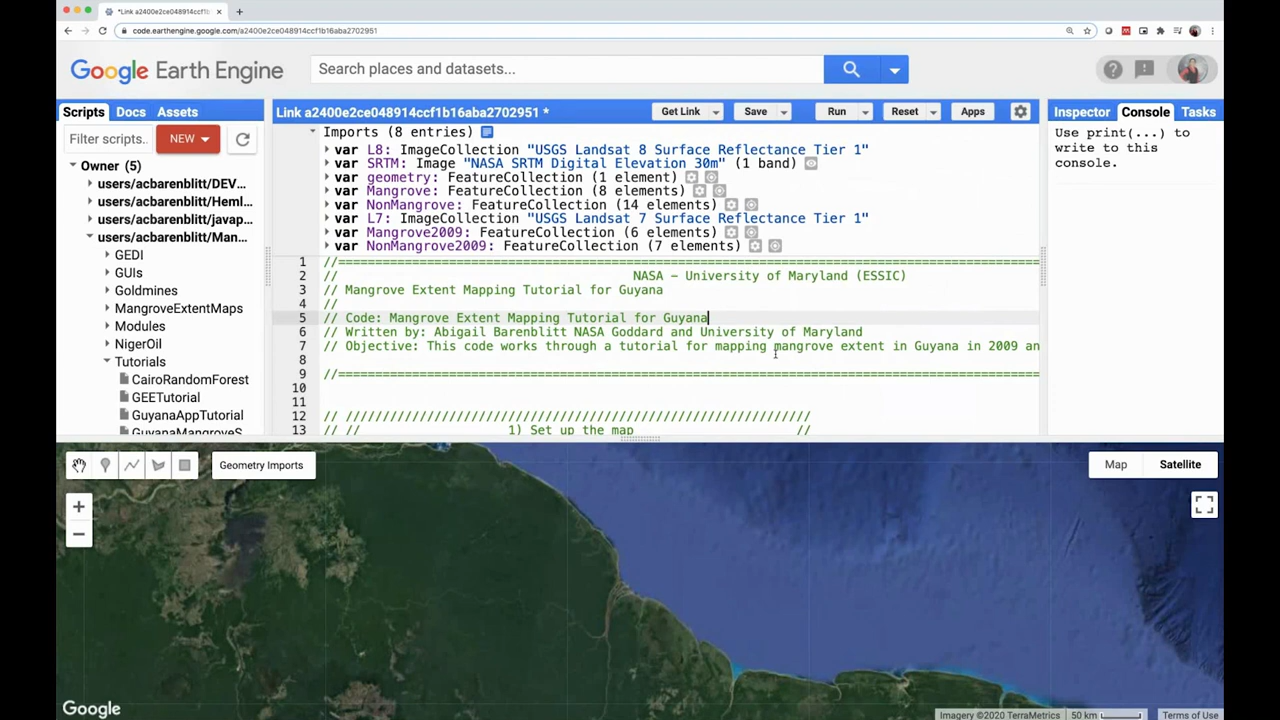 *Link a2400e2ce048914ccf1b
code.earthengine.google.com/a2400e2ce048914ccf1b16aba2702951
Google Earth Engine
Search places and datasets...
Scripts Docs Assets
Link a2400e2ce048914ccf1b16aba2702951 *
Get Link Save Run Reset Apps
Inspector Console Tasks
Filter scripts... NEW
Owner (5)
users/acbarenblitt/DEV...
users/acbarenblitt/Heml...
users/acbarenblitt/javap...
users/acbarenblitt/Man...
GEDI
GUIs
Goldmines
MangroveExtentMaps
Modules
NigerOil
Tutorials
CairoRandomForest
GEETutorial
GuyanaAppTutorial
GuyanaMangroveS
Imports (8 entries)
var L8: ImageCollection "USGS Landsat 8 Surface Reflectance Tier 1"
var SRTM: Image "NASA SRTM Digital Elevation 30m" (1 band)
var geometry: FeatureCollection (1 element)
var Mangrove: FeatureCollection (8 elements)
var NonMangrove: FeatureCollection (14 elements)
var L7: ImageCollection "USGS Landsat 7 Surface Reflectance Tier 1"
var Mangrove2009: FeatureCollection (6 elements)
var NonMangrove2009: FeatureCollection (7 elements)
1 //===============================================================================================
2 // NASA – University of Maryland (ESSIC)
3 // Mangrove Extent Mapping Tutorial for Guyana
4 //
5 // Code: Mangrove Extent Mapping Tutorial for Guyana
6 // Written by: Abigail Barenblitt NASA Goddard and University of Maryland
7 // Objective: This code works through a tutorial for mapping mangrove extent in Guyana in 2009 an
8
9 //===============================================================================================
10
11
12 // ///////////////////////////////////////////////////////////////
13 // // 1) Set up the map //
Use print(...) to
write to this
console.
Geometry Imports
Map Satellite
+
−
Google
Imagery ©2020 TerraMetrics 50 km Terms of Use